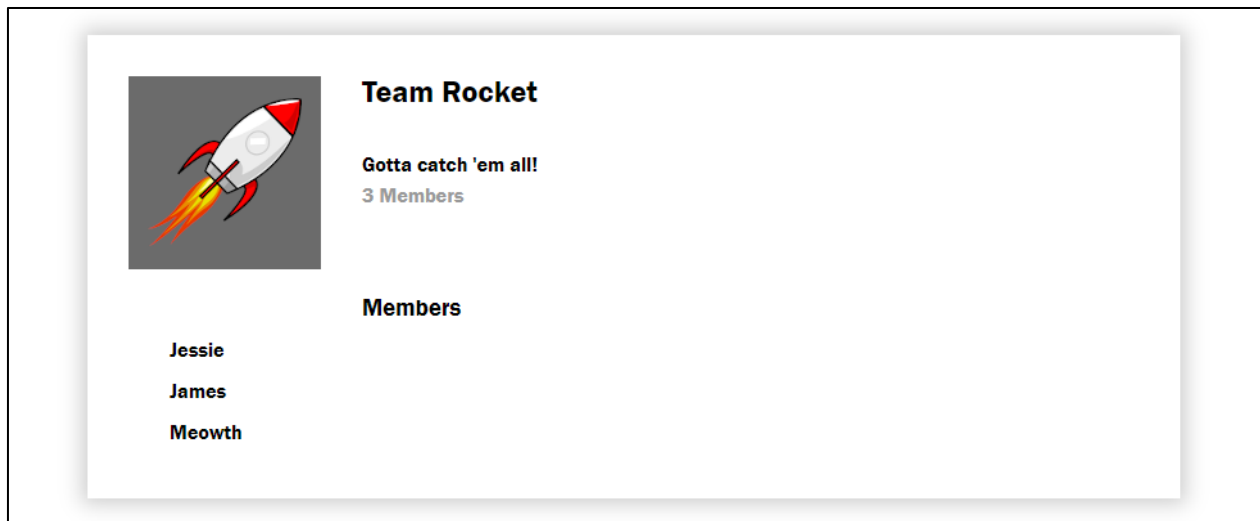 Team Rocket
Gotta catch 'em all!
3 Members
Members
Jessie
James
Meowth